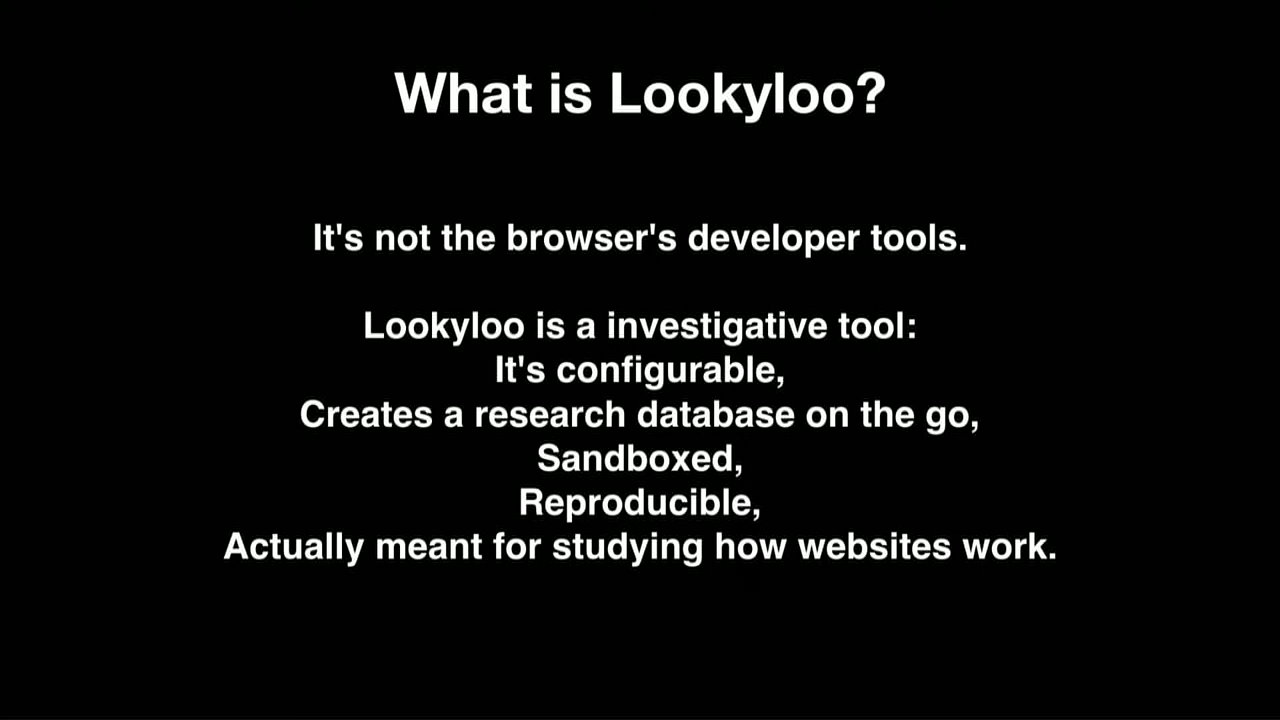 What is Lookyloo?
It's not the browser's developer tools.
Lookyloo is a investigative tool:
It's configurable,
Creates a research database on the go,
Sandboxed,
Reproducible,
Actually meant for studying how websites work.